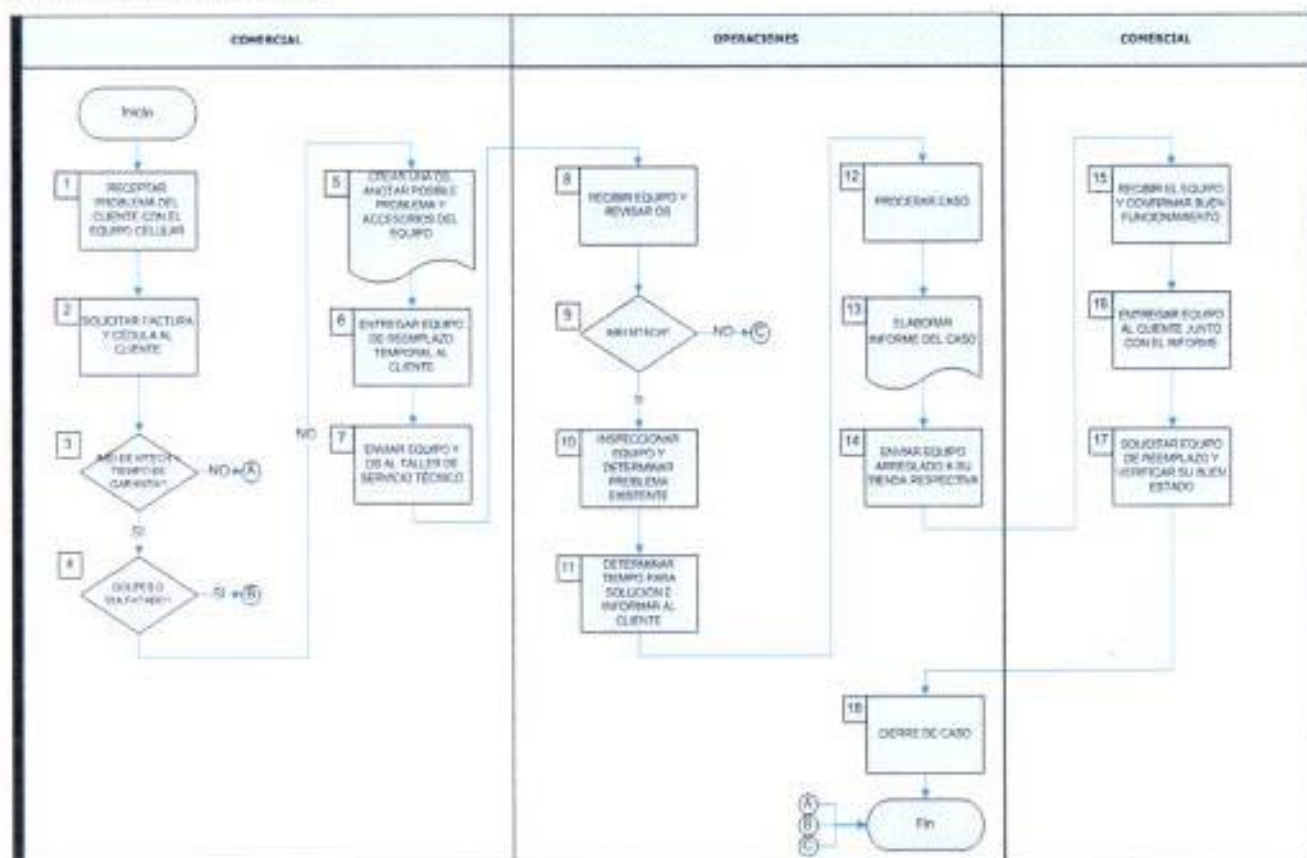 COMERCIAL
OPERACIONES
COMERCIAL
Inicio
1
RECEPTAR
PROBLEMA DEL
CLIENTE CON EL
EQUIPO CELULAR
2
SOLICITAR FACTURA
Y CÉDULA AL
CLIENTE
3
TIEMPO DE
GARANTIA?
NO
A
SI
4
GOLPES O
SI
B
NO
5
CREAR UNA OS,
ANOTAR POSIBLE
PROBLEMA Y
ACCESORIOS DEL
EQUIPO
6
ENTREGAR EQUIPO
DE REEMPLAZO
TEMPORAL AL
CLIENTE
7
ENVIAR EQUIPO Y
OS AL TALLER DE
SERVICIO TÉCNICO
8
RECIBIR EQUIPO Y
REVISAR OS
9
NO
C
SI
10
INSPECCIONAR
EQUIPO Y
DETERMINAR
PROBLEMA
EXISTENTE
11
DETERMINAR
TIEMPO PARA
SOLUCIÓN E
INFORMAR AL
CLIENTE
12
PROCESAR CASO
13
ELABORAR
INFORME DEL CASO
14
ENVIAR EQUIPO
ARREGLADO A SU
TIENDA RESPECTIVA
15
RECIBIR EL EQUIPO
Y CONFIRMAR BUEN
FUNCIONAMIENTO
16
ENTREGAR EQUIPO
AL CLIENTE JUNTO
CON EL INFORME
17
SOLICITAR EQUIPO
DE REEMPLAZO Y
VERIFICAR SU BUEN
ESTADO
18
CIERRE DE CASO
A
B
C
Fin